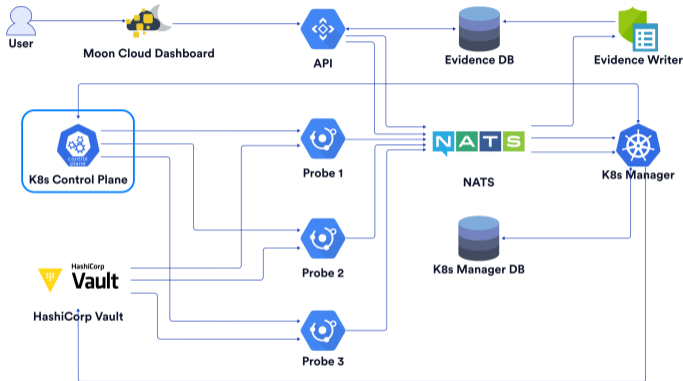 User
Moon Cloud Dashboard
API
Evidence DB
Evidence Writer
K8s Control Plane
Probe 1
NATS
NATS
K8s Manager
Probe 2
K8s Manager DB
HashiCorp
Vault
HashiCorp Vault
Probe 3